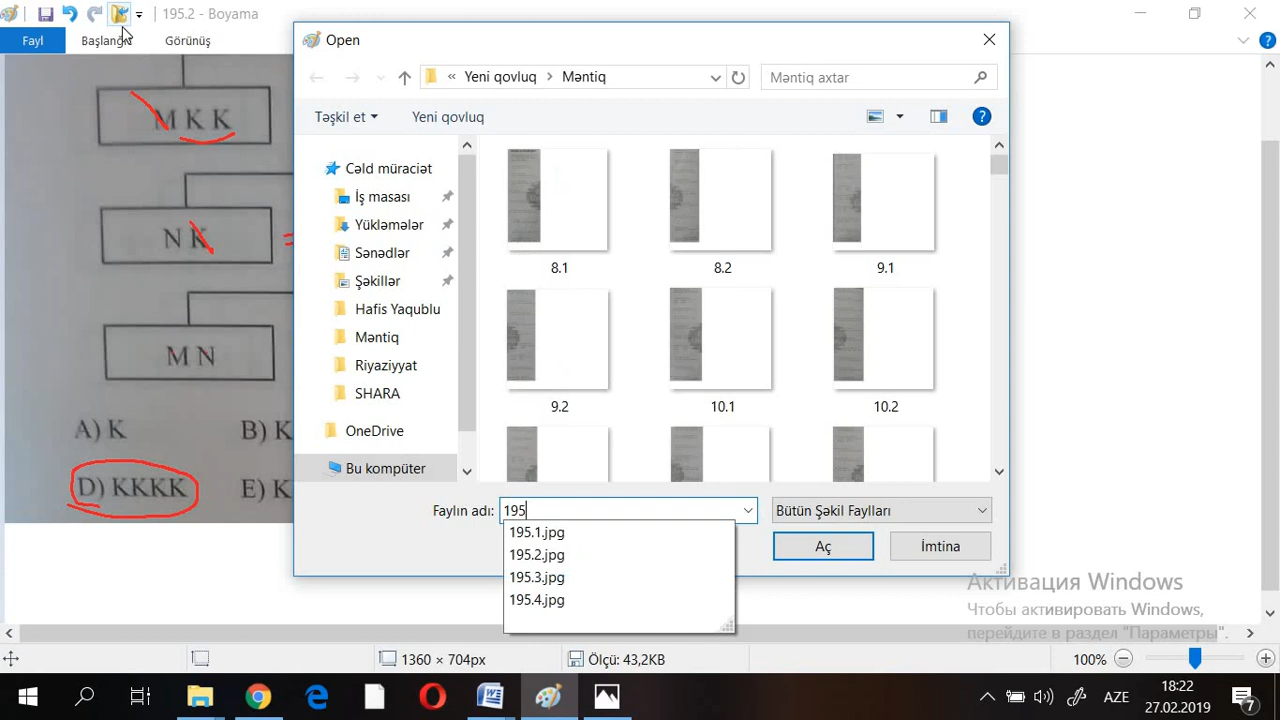 195.2 - Boyama
Fayl
Başlanğıc
Görünüş
M K K
N K
M N
A) K
B) K
D) KKKK
E) K
Open
« Yeni qovluq > Məntiq
Məntiq axtar
Təşkil et
Yeni qovluq
Cəld müraciət
İş masası
Yükləmələr
Sənədlər
Şəkillər
Hafis Yaqublu
Məntiq
Riyaziyyat
SHARA
OneDrive
Bu kompüter
8.1
8.2
9.1
9.2
10.1
10.2
Faylın adı:
195
Bütün Şəkil Faylları
195.1.jpg
195.2.jpg
195.3.jpg
195.4.jpg
Aç
İmtina
Активация Windows
Чтобы активировать Windows,
перейдите в раздел "Параметры".
1360 × 704px
Ölçü: 43,2KB
100%
AZE
18:22
27.02.2019
7